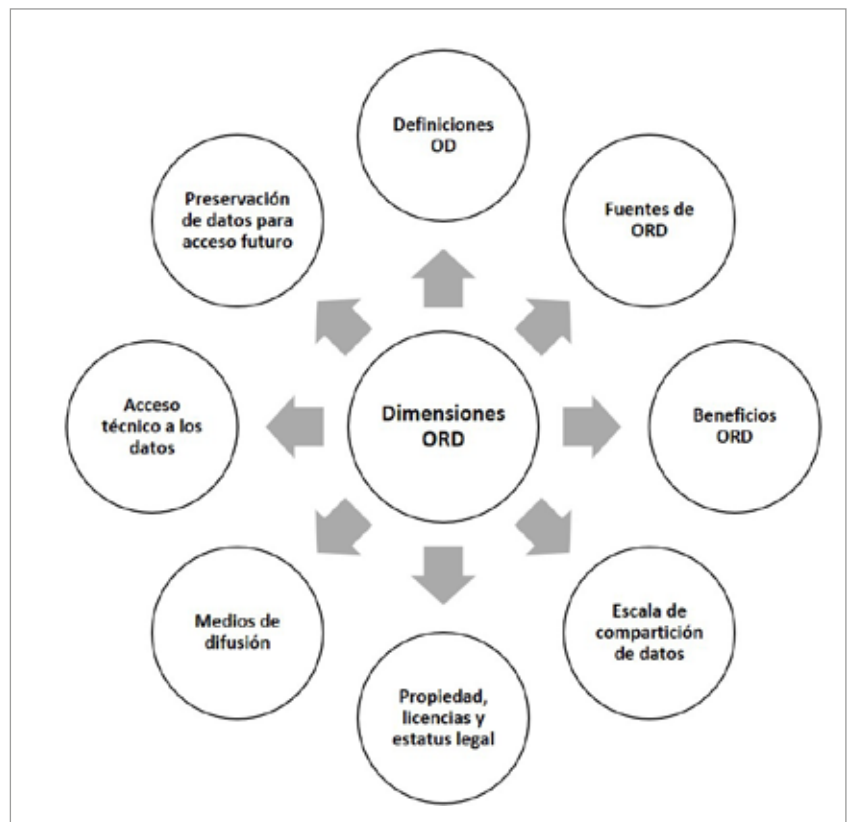 Definiciones
OD
Fuentes de
ORD
Beneficios
ORD
Escala de
compartición
de datos
Propiedad,
licencias y
estatus legal
Medios de
difusión
Acceso
técnico a los
datos
Preservación
de datos para
acceso futuro
Dimensiones
ORD